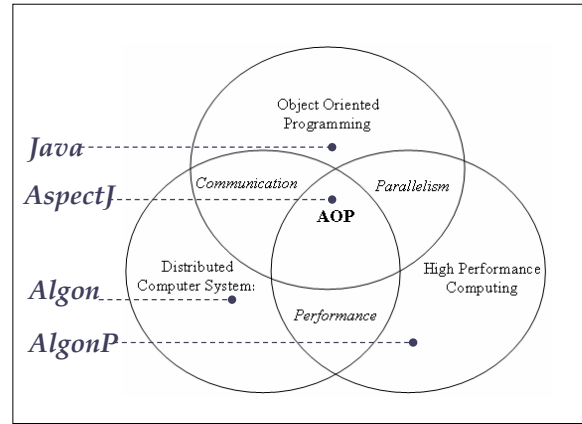 Object Oriented
Programming
Java
Communication
Parallelism
AspectJ
AOP
Distributed
Computer System:
High Performance
Computing
Algon
Performance
AlgonP